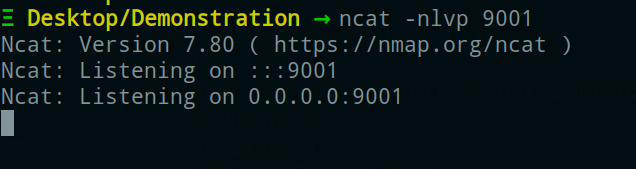 Ξ Desktop/Demonstration → ncat -nlvp 9001
Ncat: Version 7.80 ( https://nmap.org/ncat )
Ncat: Listening on :::9001
Ncat: Listening on 0.0.0.0:9001